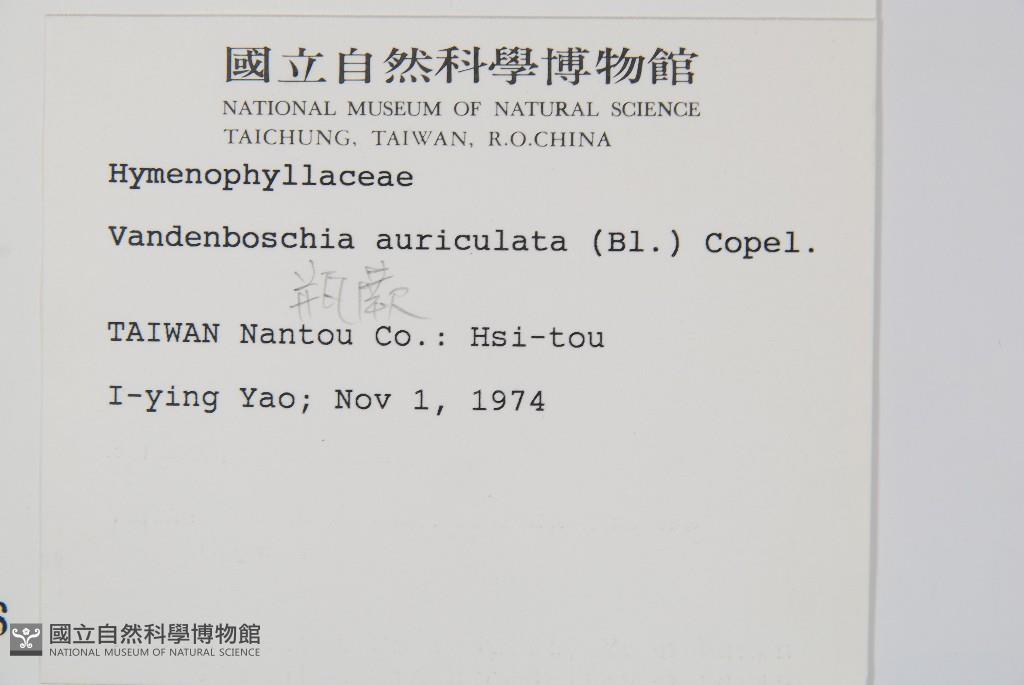 國立自然科學博物館
NATIONAL MUSEUM OF NATURAL SCIENCE
TAICHUNG, TAIWAN, R.O.CHINA
Hymenophyllaceae
Vandenboschia auriculata (Bl.) Copel.
瓶蕨
TAIWAN Nantou Co.: Hsi-tou
I-ying Yao; Nov 1, 1974
國立自然科學博物館
NATIONAL MUSEUM OF NATURAL SCIENCE